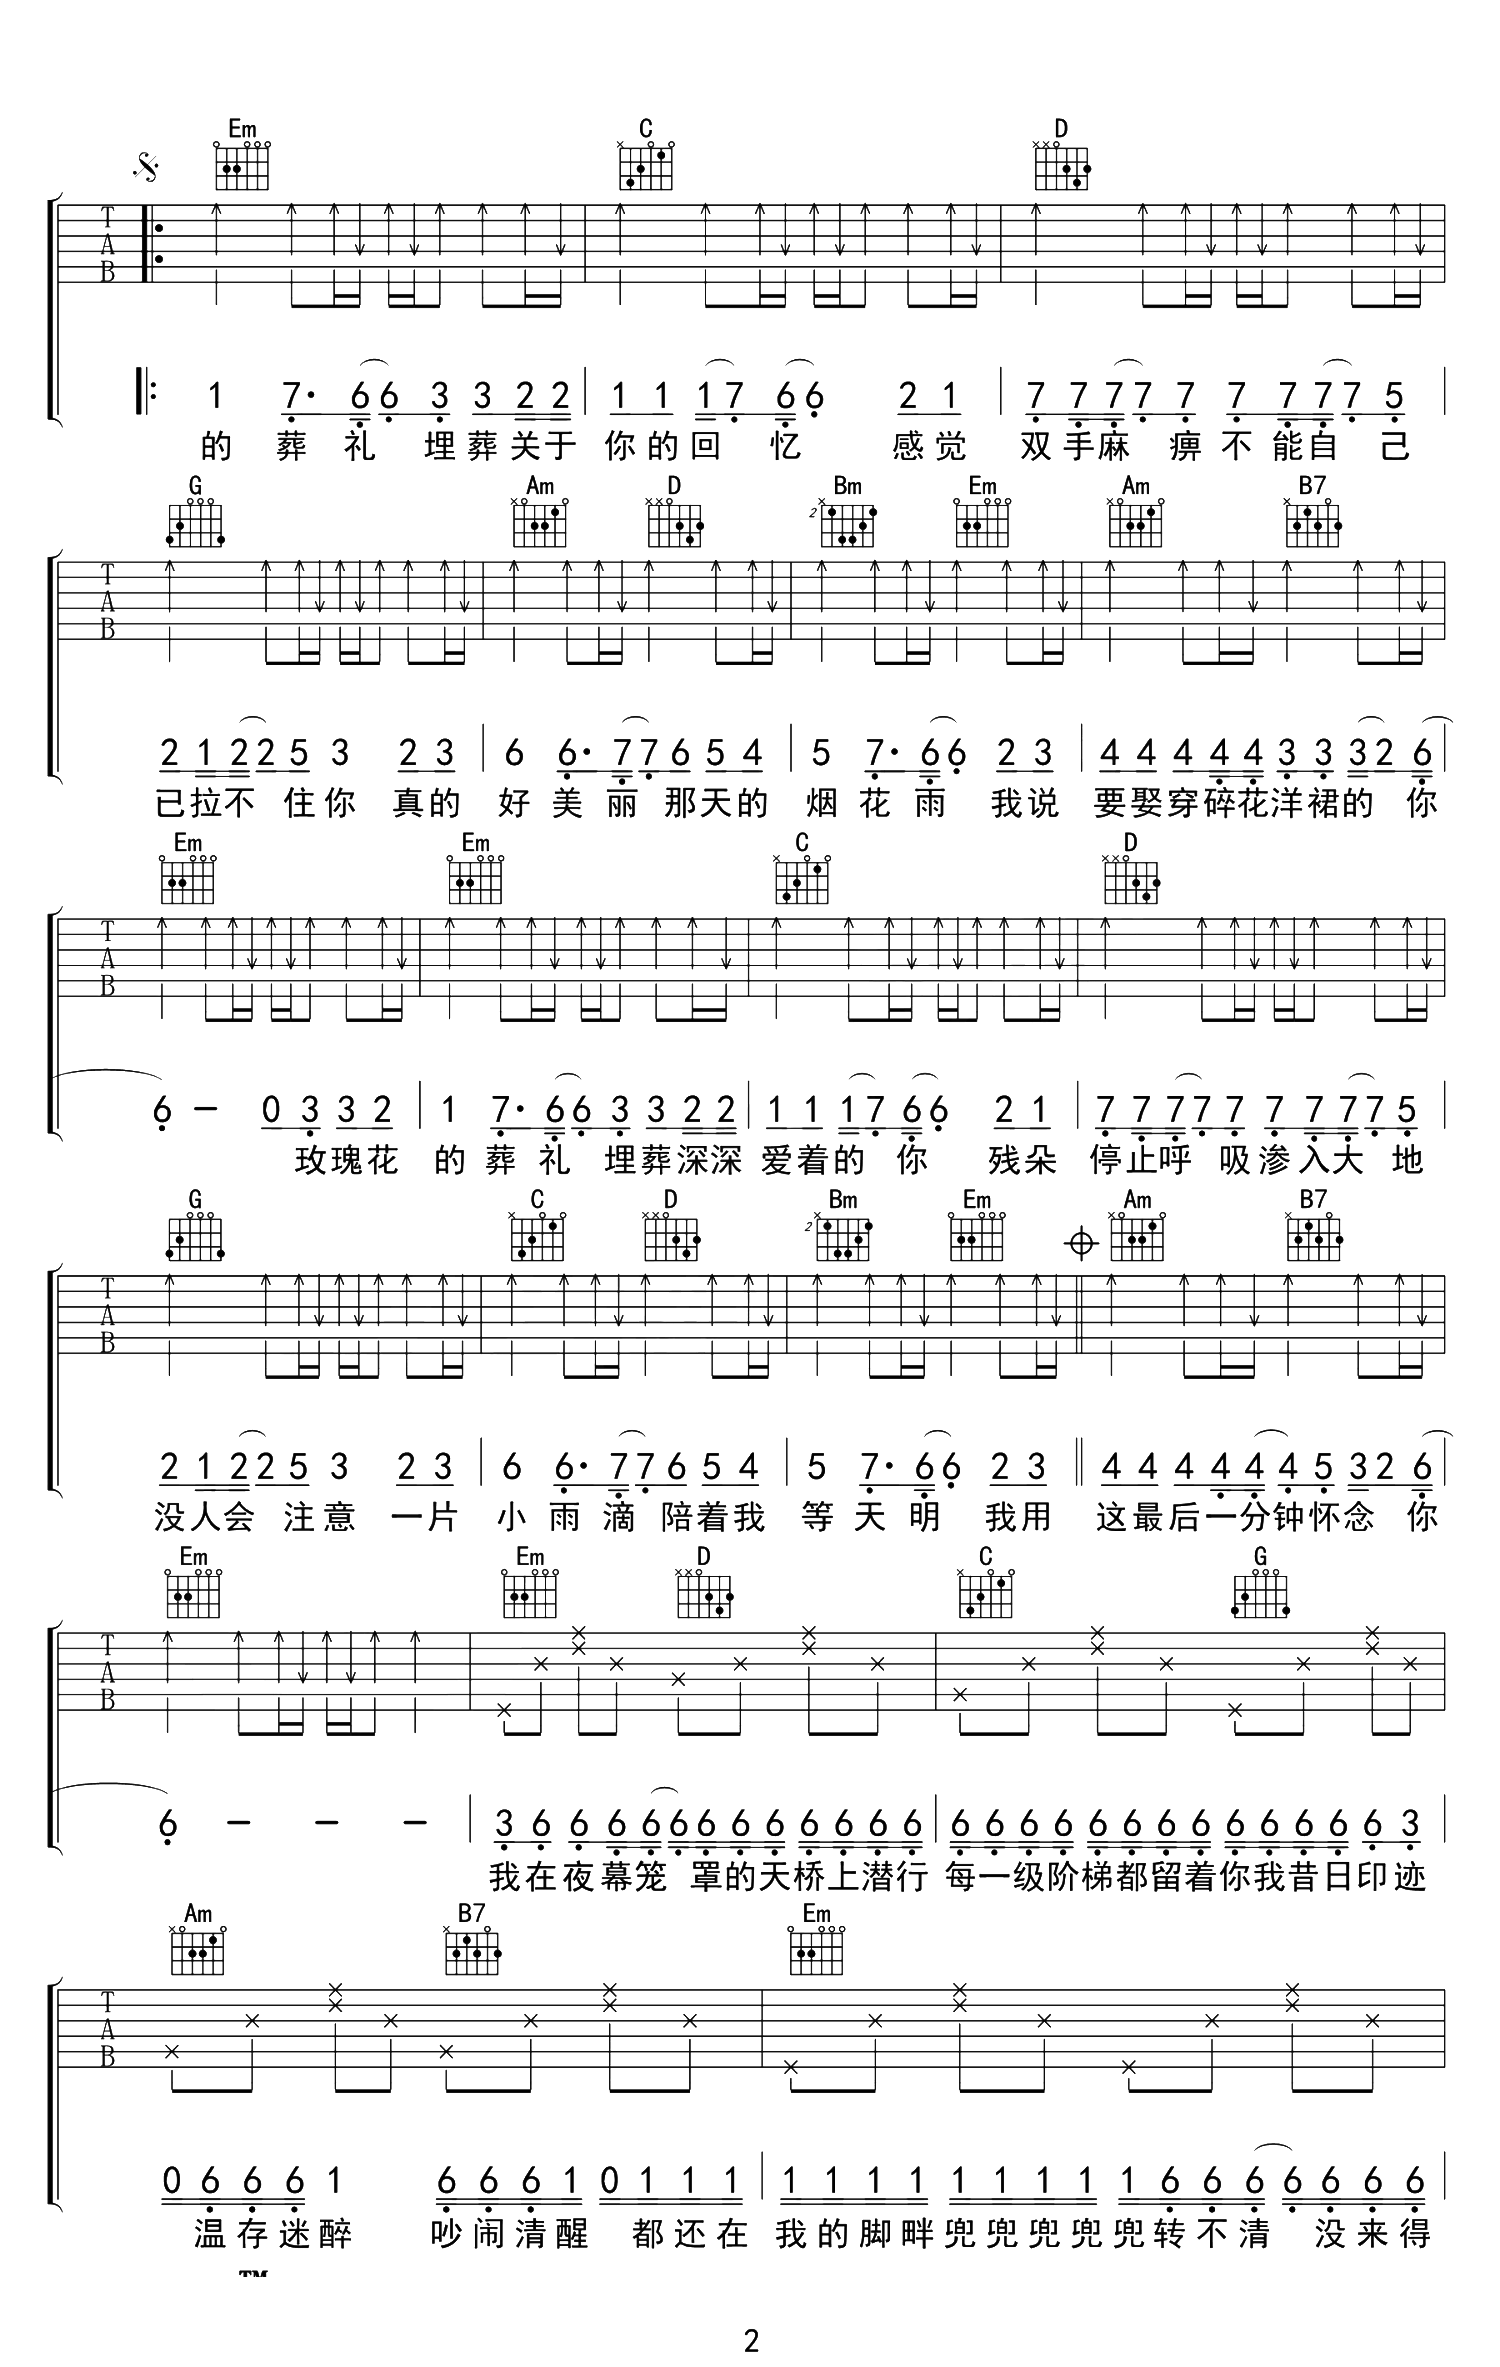 Em C D
T A B
1 7· 6 6 3 3 2 2 1 1 1 7 6 6 2 1 7 7 7 7 7 7 7 7 7 5
的 葬 礼 埋 葬 关 于 你 的 回 忆 感 觉 双 手 麻 痹 不 能 自 己
G Am D Bm Em Am B7
2
T A B
2 1 2 2 5 3 2 3 6 6· 7 7 6 5 4 5 7· 6 6 2 3 4 4 4 4 4 3 3 3 2 6
已 拉 不 住 你 真 的 好 美 丽 那 天 的 烟 花 雨 我 说 要 娶 穿 碎 花 洋 裙 的 你
Em Em C D
T A B
6 – 0 3 3 2 1 7· 6 6 3 3 2 2 1 1 1 7 6 6 2 1 7 7 7 7 7 7 7 7 7 5
玫 瑰 花 的 葬 礼 埋 葬 深 深 爱 着 的 你 残 朵 停 止 呼 吸 渗 入 大 地
G C D Bm Em Am B7
2
T A B
2 1 2 2 5 3 2 3 6 6· 7 7 6 5 4 5 7· 6 6 2 3 4 4 4 4 4 4 5 3 2 6
没 人 会 注 意 一 片 小 雨 滴 陪 着 我 等 天 明 我 用 这 最 后 一 分 钟 怀 念 你
Em Em D C G
T A B
6 – – – 3 6 6 6 6 6 6 6 6 6 6 6 6 6 6 6 6 6 6 6 6 6 6 6 6 6 3
我 在 夜 幕 笼 罩 的 天 桥 上 潜 行 每 一 级 阶 梯 都 留 着 你 我 昔 日 印 迹
Am B7 Em
T A B
0 6 6 6 1 6 6 6 1 0 1 1 1 1 1 1 1 1 1 1 1 1 6 6 6 6 6 6 6
温 存 迷 醉 吵 闹 清 醒 都 还 在 我 的 脚 畔 兜 兜 兜 兜 兜 转 不 清 没 来 得
TM
2